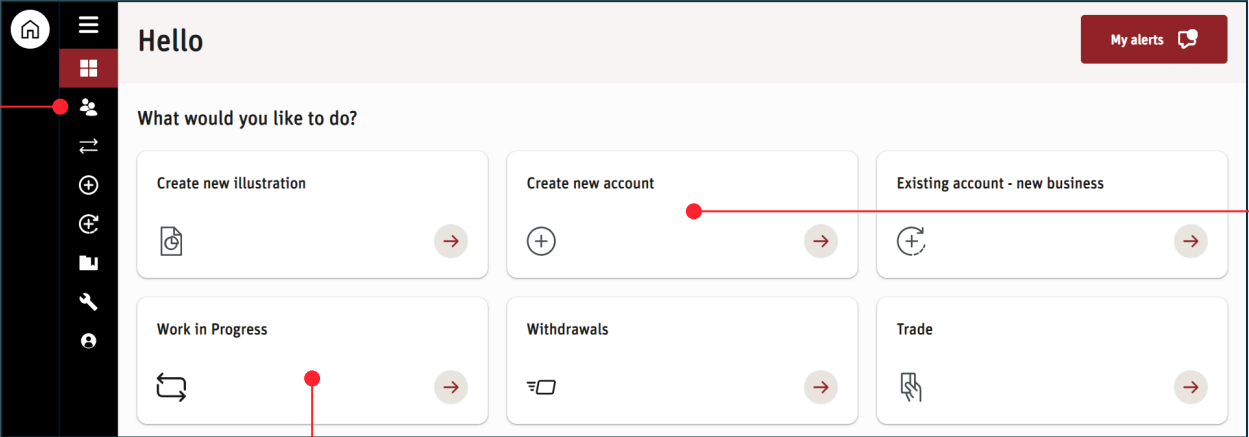 Hello
My alerts
What would you like to do?
Create new illustration
Create new account
Existing account - new business
Work in Progress
Withdrawals
Trade